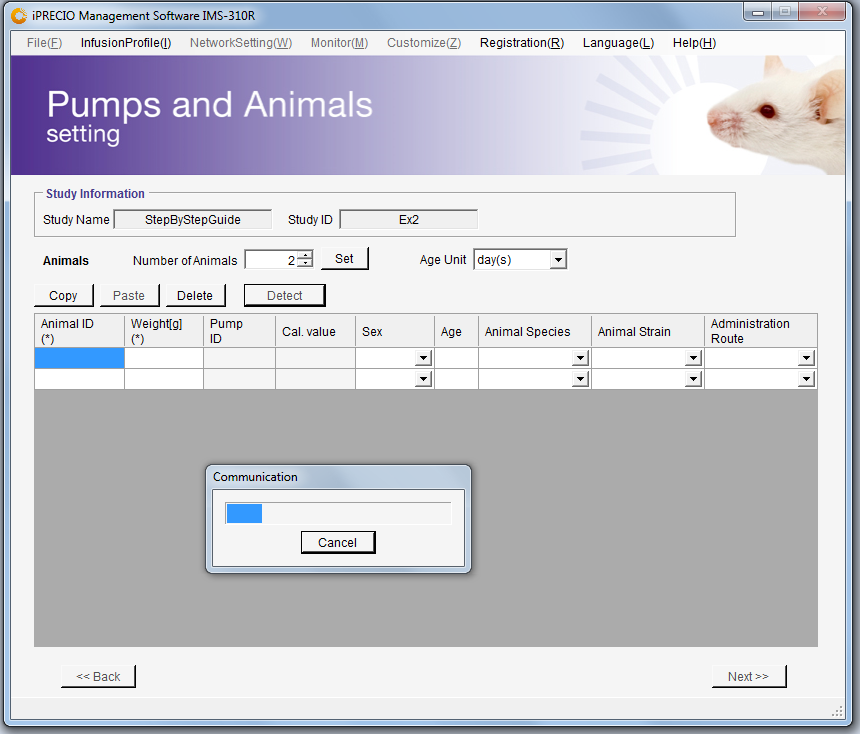 iPRECIO Management Software IMS-310R
File(F) InfusionProfile(I) NetworkSetting(W) Monitor(M) Customize(Z) Registration(R) Language(L) Help(H)
Pumps and Animals
setting
Study Information
Study Name StepByStepGuide Study ID Ex2
Animals Number of Animals 2 Set Age Unit day(s)
Copy Paste Delete Detect
Animal ID (*) Weight[g] (*) Pump ID Cal. value Sex Age Animal Species Animal Strain Administration Route
Communication
Cancel
<< Back Next >>